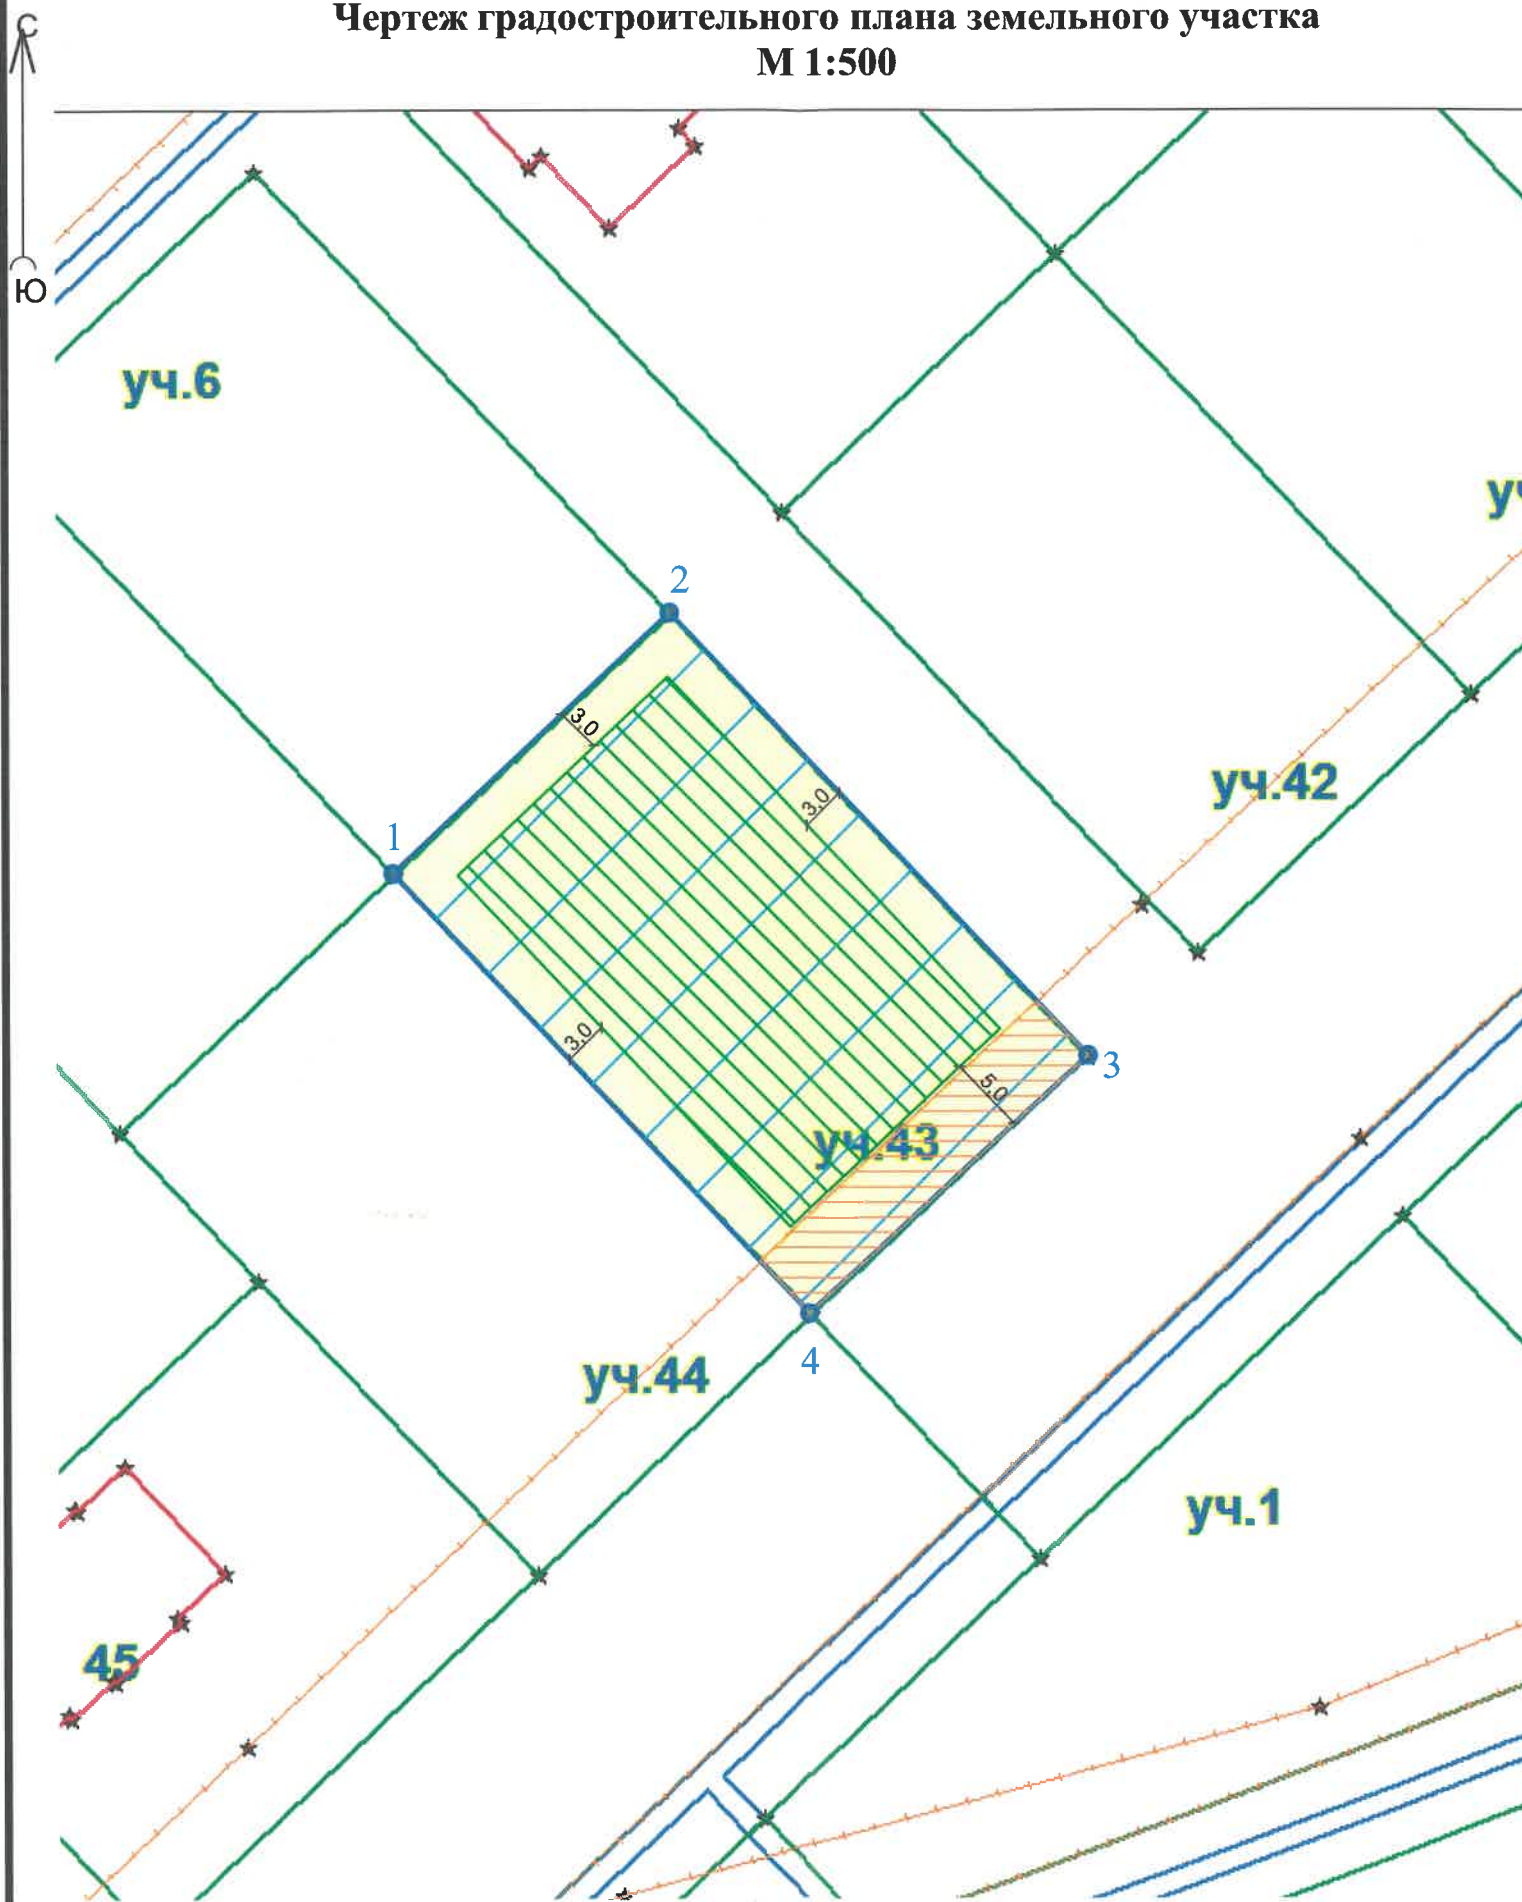 Чертеж градостроительного плана земельного участка
М 1:500
С
Ю
уч.6
2
3,0
1
3,0
уч.42
3,0
3
5,0
уч.43
4
уч.44
уч.1
45